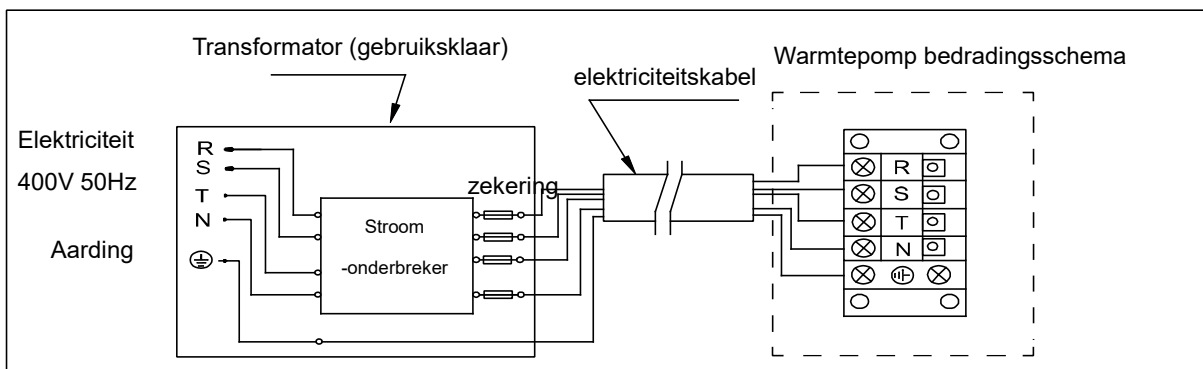 Transformator (gebruiksklaar)
elektriciteitskabel
Warmtepomp bedradingsschema
Elektriciteit
400V 50Hz
Aarding
R
S
T
N
zekering
Stroom
-onderbreker
R
S
T
N